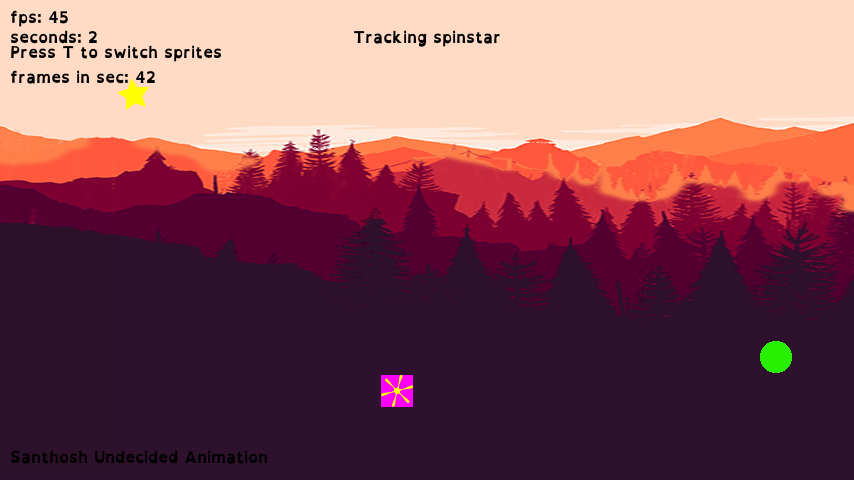 fps: 45
seconds: 2
Press T to switch sprites
frames in sec: 42
Tracking spinstar
Santhosh Undecided Animation